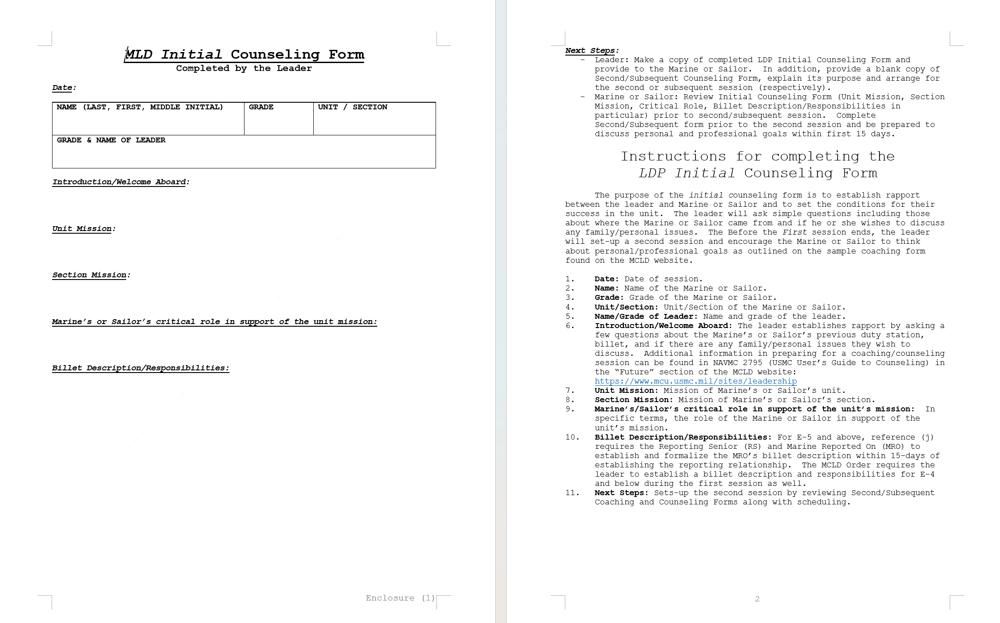 MLD Initial Counseling Form
Completed by the Leader
Date:
NAME (LAST, FIRST, MIDDLE INITIAL)
GRADE
UNIT / SECTION
GRADE & NAME OF LEADER
Introduction/Welcome Aboard:
Unit Mission:
Section Mission:
Marine’s or Sailor’s critical role in support of the unit mission:
Billet Description/Responsibilities:
Enclosure (1)
Next Steps:
- Leader: Make a copy of completed LDP Initial Counseling Form and
provide to the Marine or Sailor.  In addition, provide a blank copy of
Second/Subsequent Counseling Form, explain its purpose and arrange for
the second or subsequent session (respectively).
- Marine or Sailor: Review Initial Counseling Form (Unit Mission, Section
Mission, Critical Role, Billet Description/Responsibilities in
particular) prior to second/subsequent session.  Complete
Second/Subsequent form prior to the second session and be prepared to
discuss personal and professional goals within first 15 days.
Instructions for completing the
LDP Initial Counseling Form
The purpose of the initial counseling form is to establish rapport
between the leader and Marine or Sailor and to set the conditions for their
success in the unit.  The leader will ask simple questions including those
about where the Marine or Sailor came from and if he or she wishes to discuss
any family/personal issues.  The Before the First session ends, the leader
will set-up a second session and encourage the Marine or Sailor to think
about personal/professional goals as outlined on the sample coaching form
found on the MCLD website.
1. Date: Date of session.
2. Name: Name of the Marine or Sailor.
3. Grade: Grade of the Marine or Sailor.
4. Unit/Section: Unit/Section of the Marine or Sailor.
5. Name/Grade of Leader: Name and grade of the leader.
6. Introduction/Welcome Aboard: The leader establishes rapport by asking a
few questions about the Marine’s or Sailor’s previous duty station,
billet, and if there are any family/personal issues they wish to
discuss.  Additional information in preparing for a coaching/counseling
session can be found in NAVMC 2795 (USMC User’s Guide to Counseling) in
the “Future” section of the MCLD website:
https://www.mcu.usmc.mil/sites/leadership
7. Unit Mission: Mission of Marine’s or Sailor’s unit.
8. Section Mission: Mission of Marine’s or Sailor’s section.
9. Marine’s/Sailor’s critical role in support of the unit’s mission:  In
specific terms, the role of the Marine or Sailor in support of the
unit’s mission.
10. Billet Description/Responsibilities: For E-5 and above, reference (j)
requires the Reporting Senior (RS) and Marine Reported On (MRO) to
establish and formalize the MRO’s billet description within 15-days of
establishing the reporting relationship.  The MCLD Order requires the
leader to establish a billet description and responsibilities for E-4
and below during the first session as well.
11. Next Steps: Sets-up the second session by reviewing Second/Subsequent
Coaching and Counseling Forms along with scheduling.
2